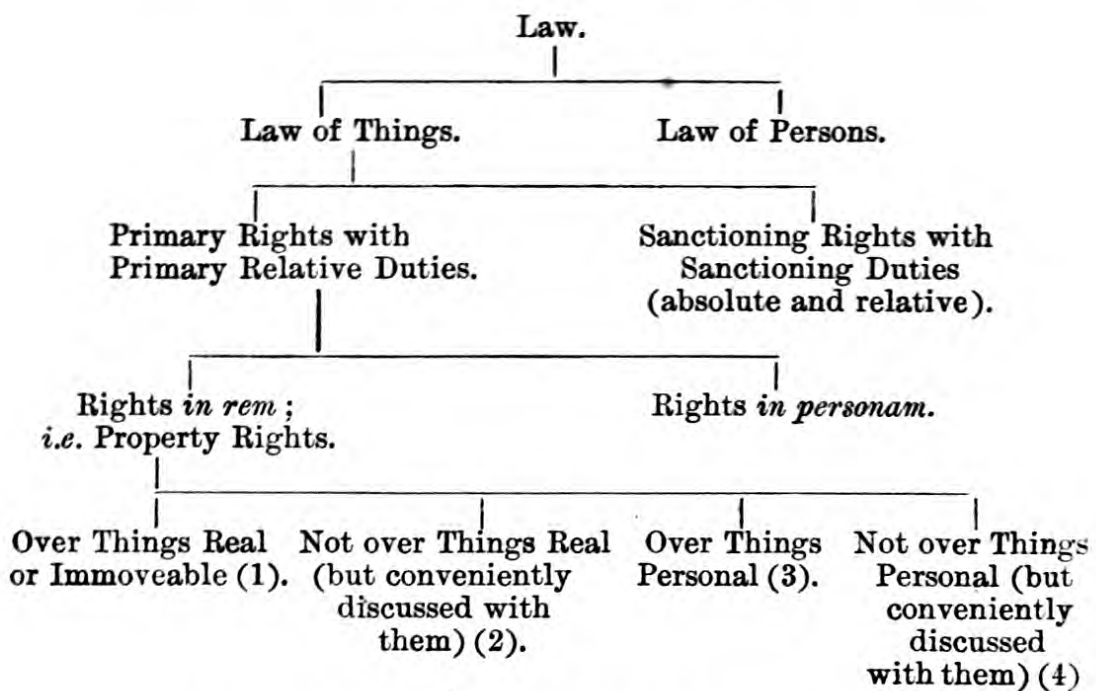 Law.
Law of Things. Law of Persons.
Primary Rights with
Primary Relative Duties.
Sanctioning Rights with
Sanctioning Duties
(absolute and relative).
Rights in rem ;
i.e. Property Rights.
Rights in personam.
Over Things Real
or Immoveable (1).
Not over Things Real
(but conveniently
discussed with
them) (2).
Over Things
Personal (3).
Not over Things
Personal (but
conveniently
discussed
with them) (4)